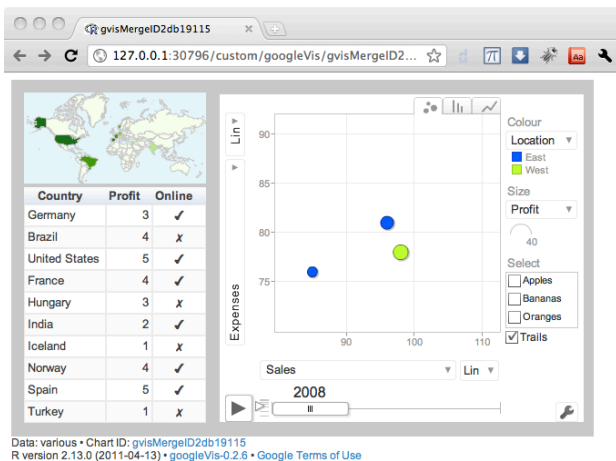 gvisMergeID2db19115
127.0.0.1:30796/custom/googleVis/gvisMergeID2...
Country Profit Online
Germany 3 ✓
Brazil 4 ✗
United States 5 ✓
France 4 ✓
Hungary 3 ✗
India 2 ✓
Iceland 1 ✗
Norway 4 ✓
Spain 5 ✓
Turkey 1 ✗
Lin
Expenses
90
85
80
75
90 100 110
Sales Lin
2008
Colour
Location
East
West
Size
Profit
40
Select
Apples
Bananas
Oranges
Trails
Data: various • Chart ID: gvisMergeID2db19115
R version 2.13.0 (2011-04-13) • googleVis-0.2.6 • Google Terms of Use